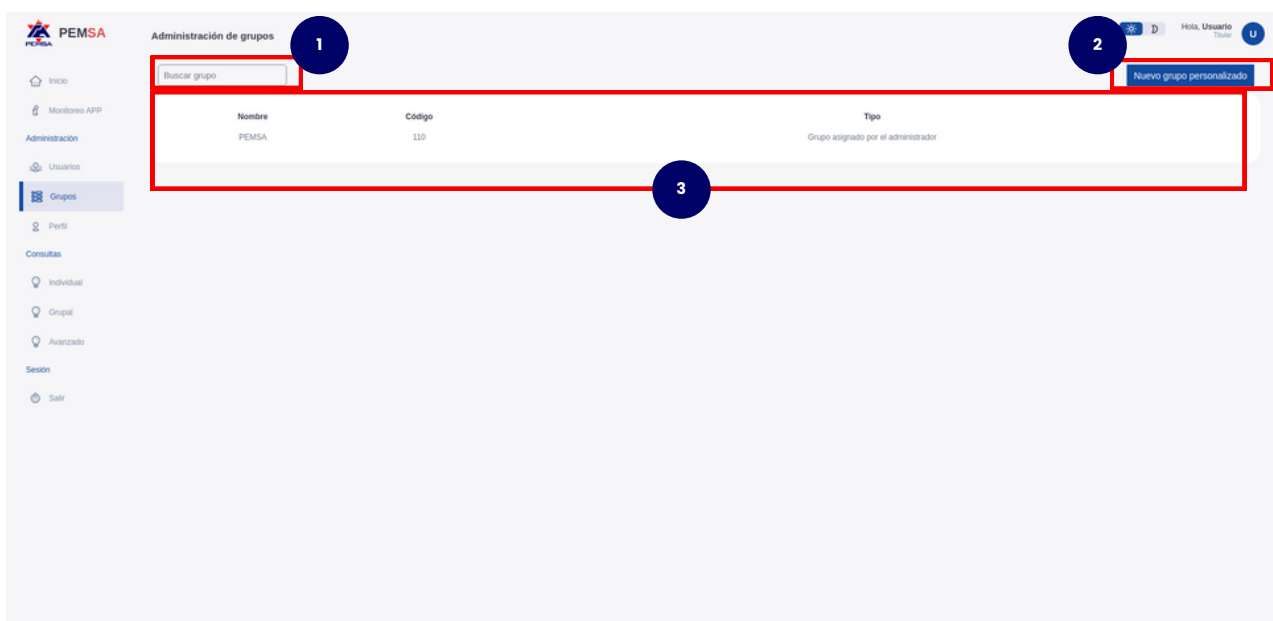 PEMSA
PEMSA
Administración de grupos
1
2
D
Hola, Usuario
Titular
U
Buscar grupo
Nuevo grupo personalizado
Inicio
Monitoreo APP
Administración
Usuarios
Grupos
Perfil
Consultas
Individual
Grupal
Avanzado
Sesión
Salir
Nombre Código Tipo
PEMSA 110 Grupo asignado por el administrador
3